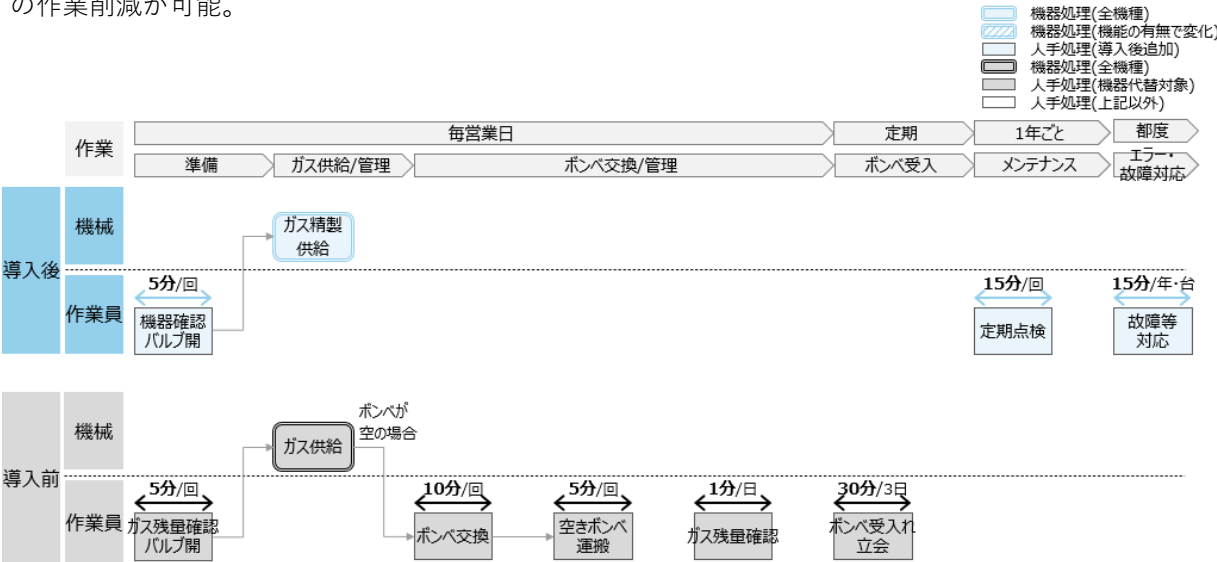 の作業削減が可能。
機器処理(全機種)
機器処理(機能の有無で変化)
人手処理(導入後追加)
機器処理(全機種)
人手処理(機器代替対象)
人手処理(上記以外)
作業
毎営業日
定期
1年ごと
都度
準備
ガス供給/管理
ボンベ交換/管理
ボンベ受入
メンテナンス
エラー・
故障対応
導入後
機械
ガス精製
供給
作業員
5分/回
機器確認
バルブ開
15分/回
定期点検
15分/年・台
故障等
対応
導入前
機械
ガス供給
ボンベが
空の場合
作業員
5分/回
ガス残量確認
バルブ開
10分/回
ボンベ交換
5分/回
空きボンベ
運搬
1分/日
ガス残量確認
30分/3日
ボンベ受入れ
立会